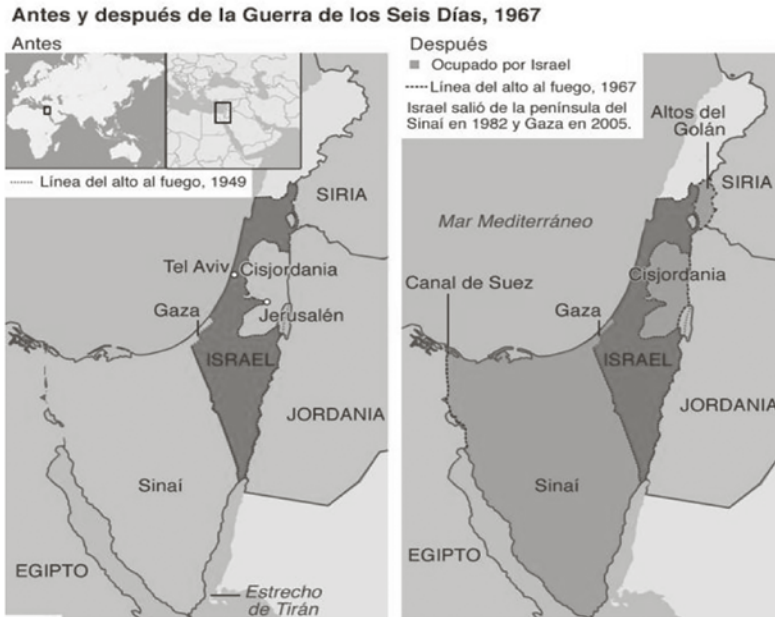 Antes y después de la Guerra de los Seis Días, 1967
Antes
Línea del alto al fuego, 1949
SIRIA
Tel Aviv
Cisjordania
Jerusalén
Gaza
ISRAEL
JORDANIA
Sinaí
EGIPTO
Estrecho
de Tirán
Después
Ocupado por Israel
Línea del alto al fuego, 1967
Israel salió de la península del
Sinaí en 1982 y Gaza en 2005.
Altos del
Golán
SIRIA
Mar Mediterráneo
Cisjordania
Canal de Suez
Gaza
ISRAEL
JORDANIA
Sinaí
EGIPTO